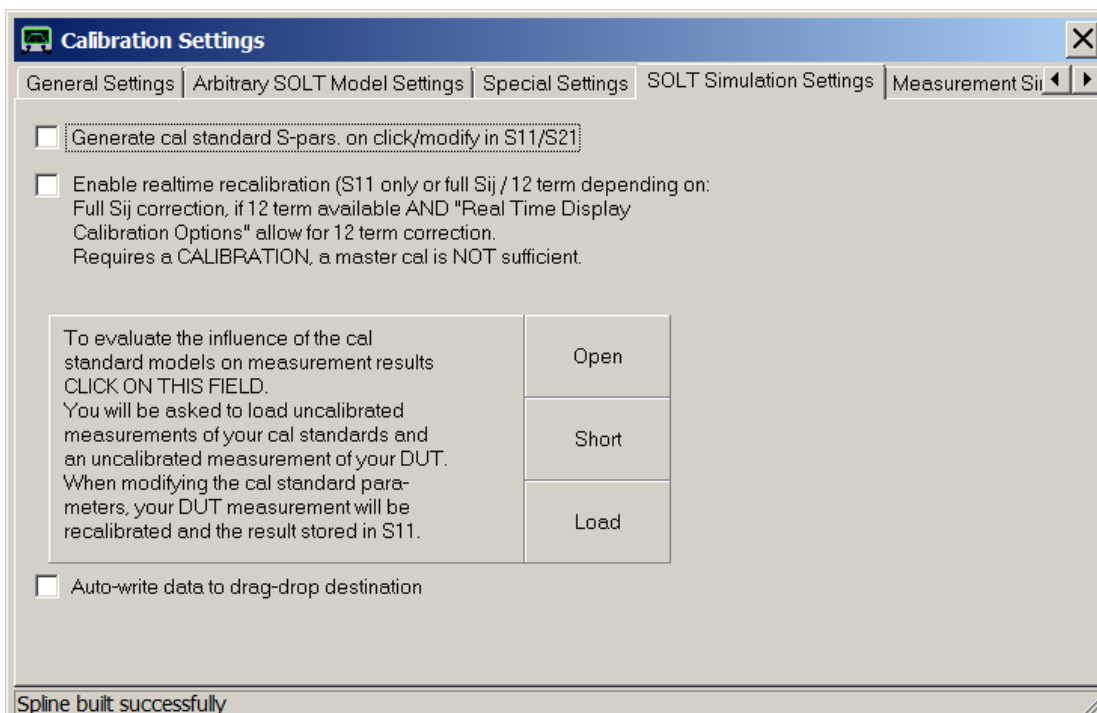 Calibration Settings
General Settings
Arbitrary SOLT Model Settings
Special Settings
SOLT Simulation Settings
Measurement Sir
Generate cal standard S-pars. on click/modify in S11/S21
Enable realtime recalibration (S11 only or full Sij / 12 term depending on:
Full Sij correction, if 12 term available AND "Real Time Display
Calibration Options" allow for 12 term correction.
Requires a CALIBRATION, a master cal is NOT sufficient.
To evaluate the influence of the cal
standard models on measurement results
CLICK ON THIS FIELD.
You will be asked to load uncalibrated
measurements of your cal standards and
an uncalibrated measurement of your DUT.
When modifying the cal standard para-
meters, your DUT measurement will be
recalibrated and the result stored in S11.
Open
Short
Load
Auto-write data to drag-drop destination
Spline built successfully